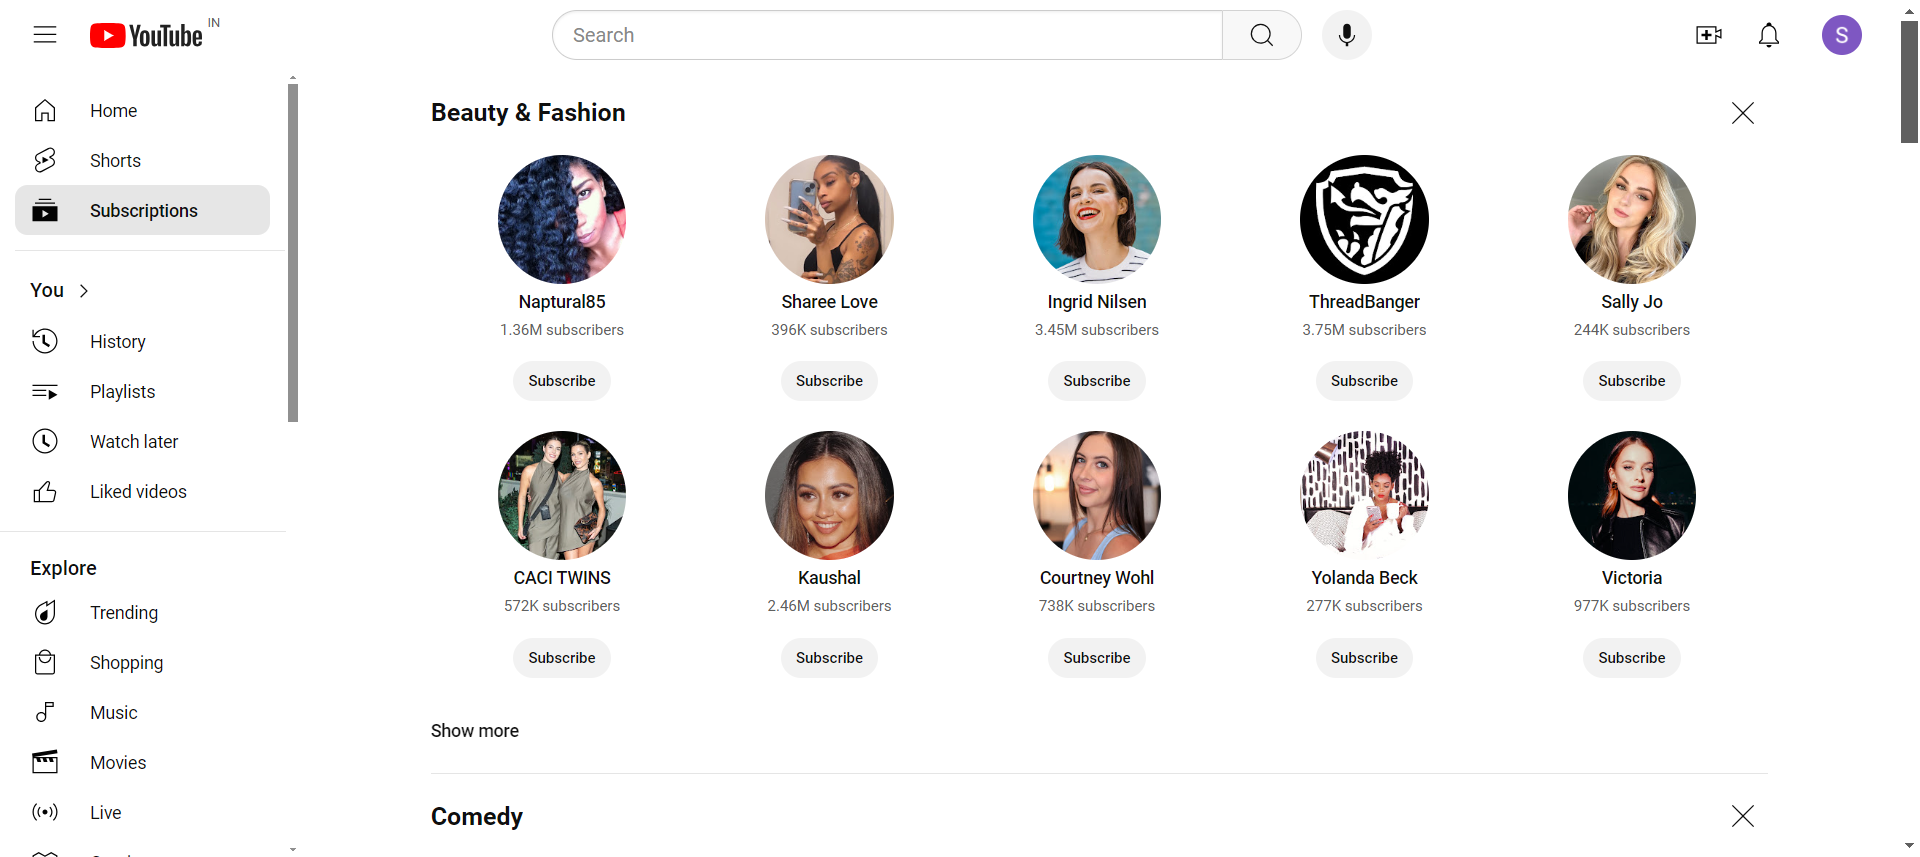 YouTube IN
Search
S
Home
Shorts
Subscriptions
You
History
Playlists
Watch later
Liked videos
Explore
Trending
Shopping
Music
Movies
Live
Beauty & Fashion
Naptural85
1.36M subscribers
Subscribe
Sharee Love
396K subscribers
Subscribe
Ingrid Nilsen
3.45M subscribers
Subscribe
ThreadBanger
3.75M subscribers
Subscribe
Sally Jo
244K subscribers
Subscribe
CACI TWINS
572K subscribers
Subscribe
Kaushal
2.46M subscribers
Subscribe
Courtney Wohl
738K subscribers
Subscribe
Yolanda Beck
277K subscribers
Subscribe
Victoria
977K subscribers
Subscribe
Show more
Comedy